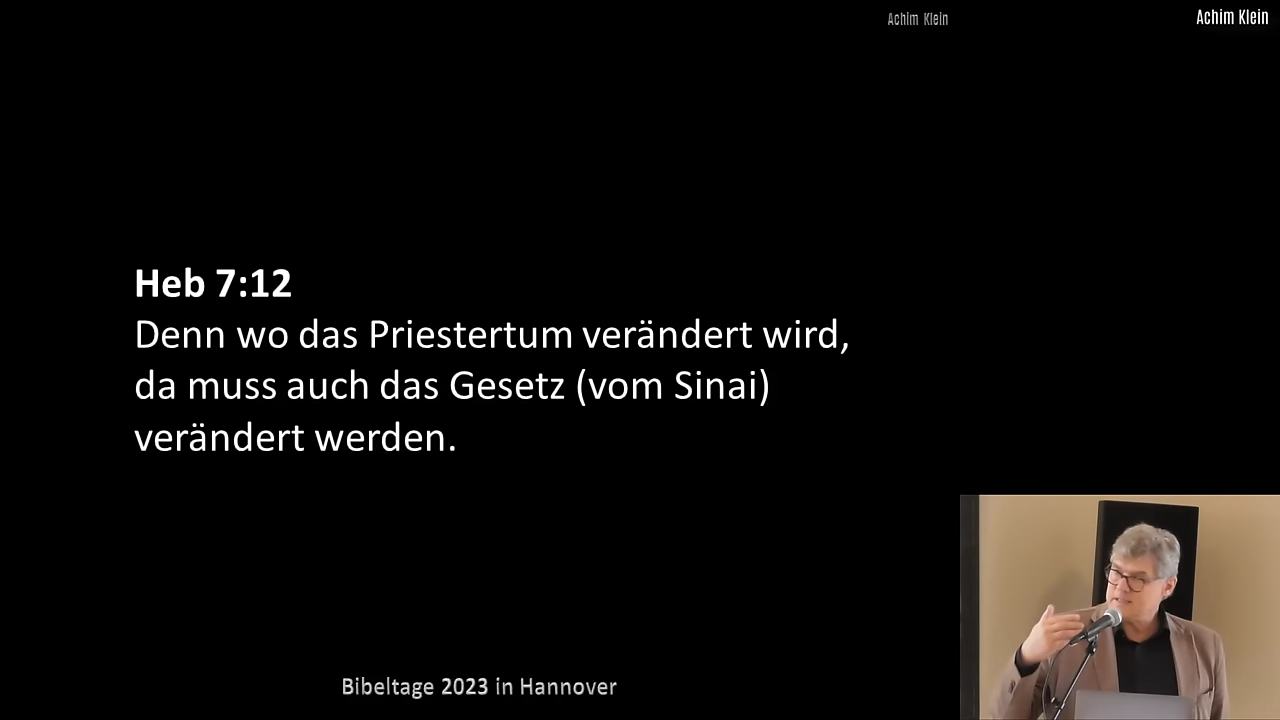 Achim Klein
Achim Klein
Heb 7:12
Denn wo das Priestertum verändert wird,
da muss auch das Gesetz (vom Sinai)
verändert werden.
Bibeltage 2023 in Hannover